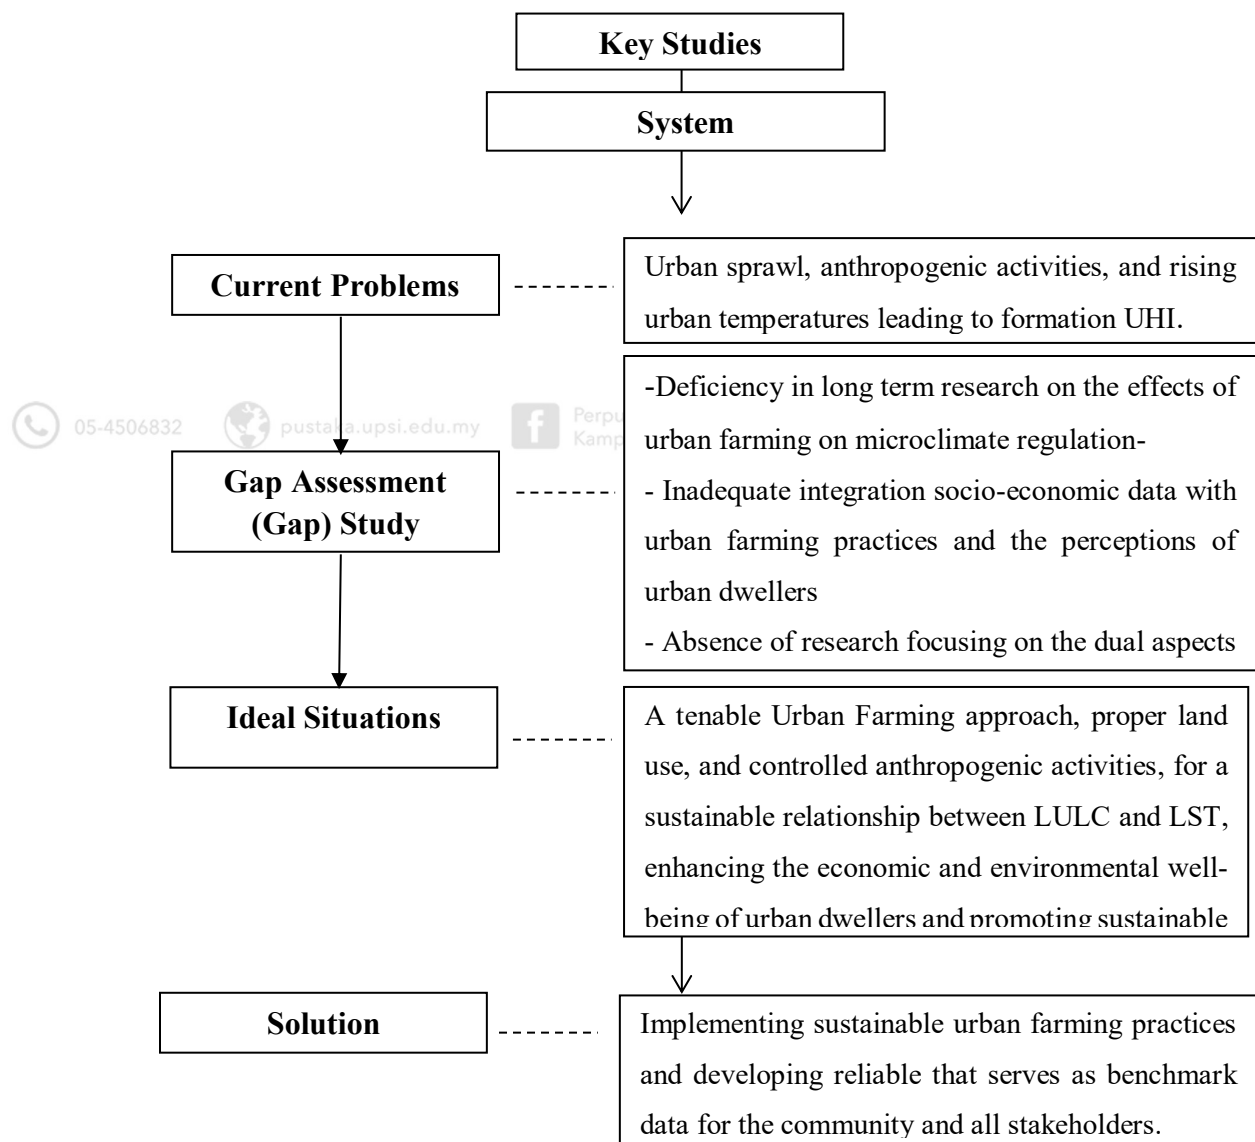 Key Studies
System
Current Problems
Urban sprawl, anthropogenic activities, and rising
urban temperatures leading to formation UHI.
05-4506832
pustaka.upsi.edu.my
Perpu
Kamp
Gap Assessment
(Gap) Study
-Deficiency in long term research on the effects of
urban farming on microclimate regulation-
- Inadequate integration socio-economic data with
urban farming practices and the perceptions of
urban dwellers
- Absence of research focusing on the dual aspects
Ideal Situations
A tenable Urban Farming approach, proper land
use, and controlled anthropogenic activities, for a
sustainable relationship between LULC and LST,
enhancing the economic and environmental well-
being of urban dwellers and promoting sustainable
Solution
Implementing sustainable urban farming practices
and developing reliable that serves as benchmark
data for the community and all stakeholders.